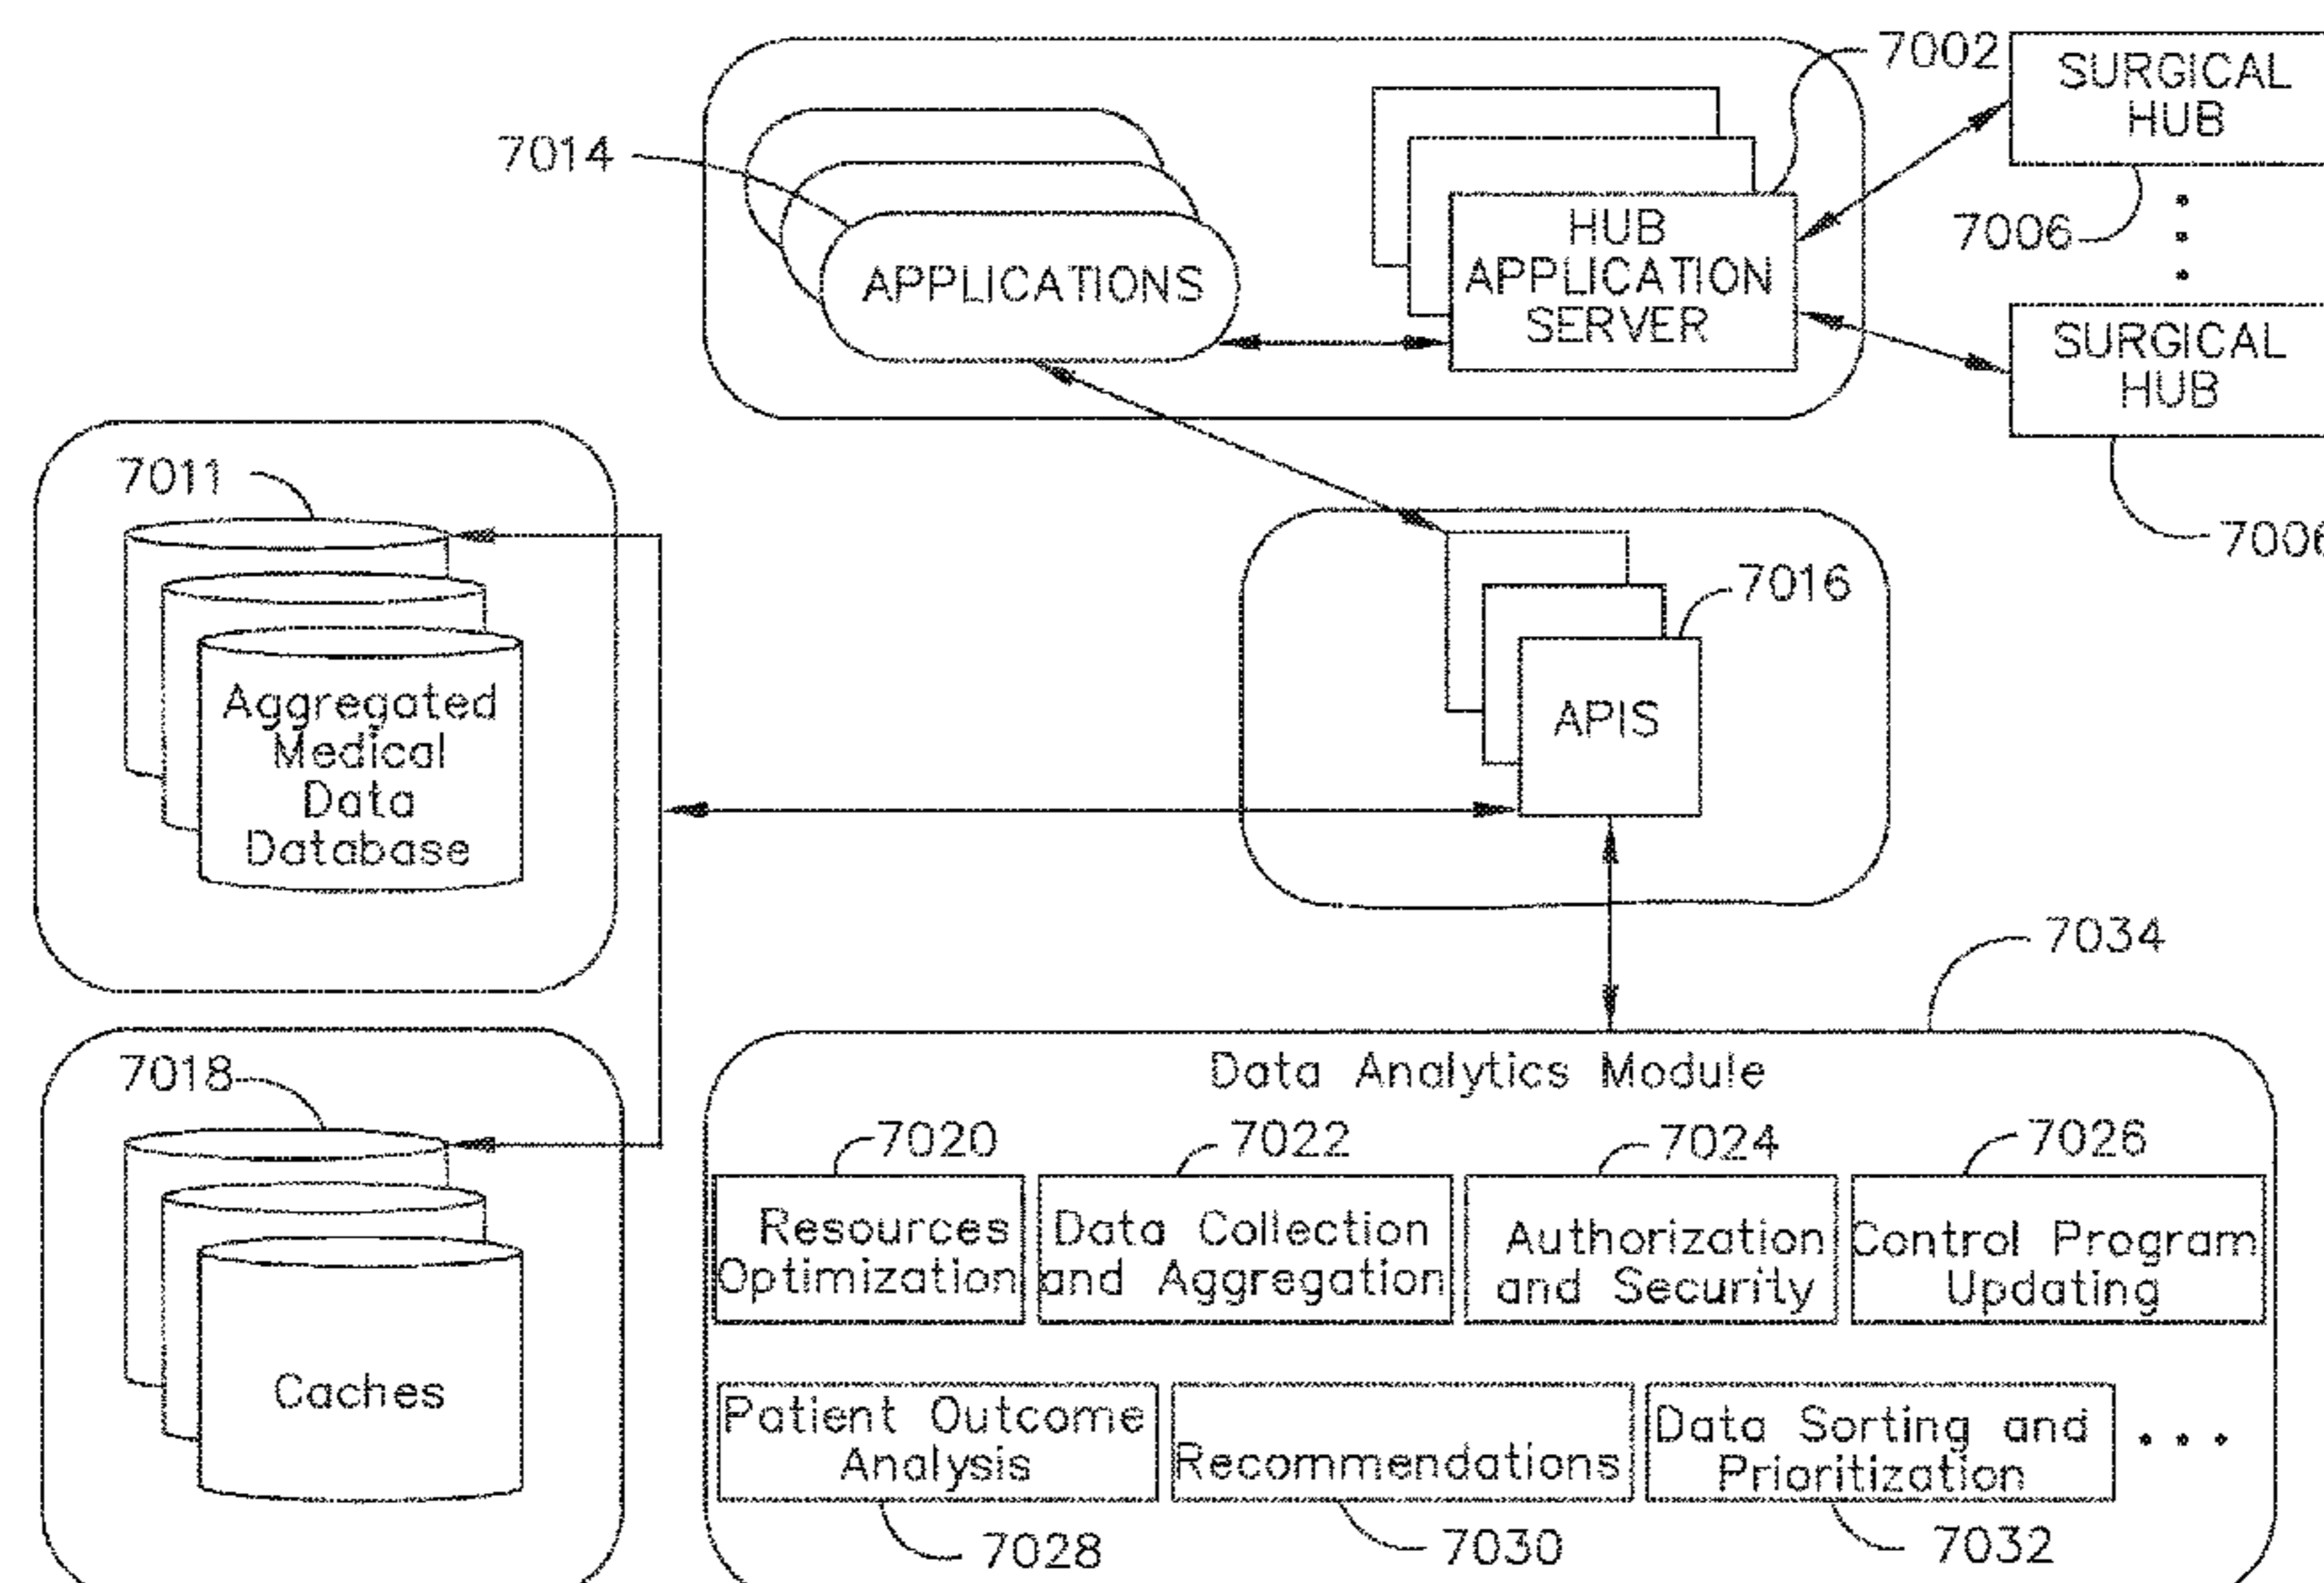 7002
SURGICAL
HUB
7014
7006
HUB
APPLICATION
SERVER
APPLICATIONS
SURGICAL
HUB
7011
7006
7016
Aggregated
Medical
Data
Database
APIS
7034
7018
Data Analytics Module
7020
7022
7024
7026
Resources
Optimization
Data Collection
and Aggregation
Authorization
and Security
Control Program
Updating
Caches
Patient Outcome
Analysis
Recommendations
Data Sorting and
Prioritization
...
7028
7030
7032